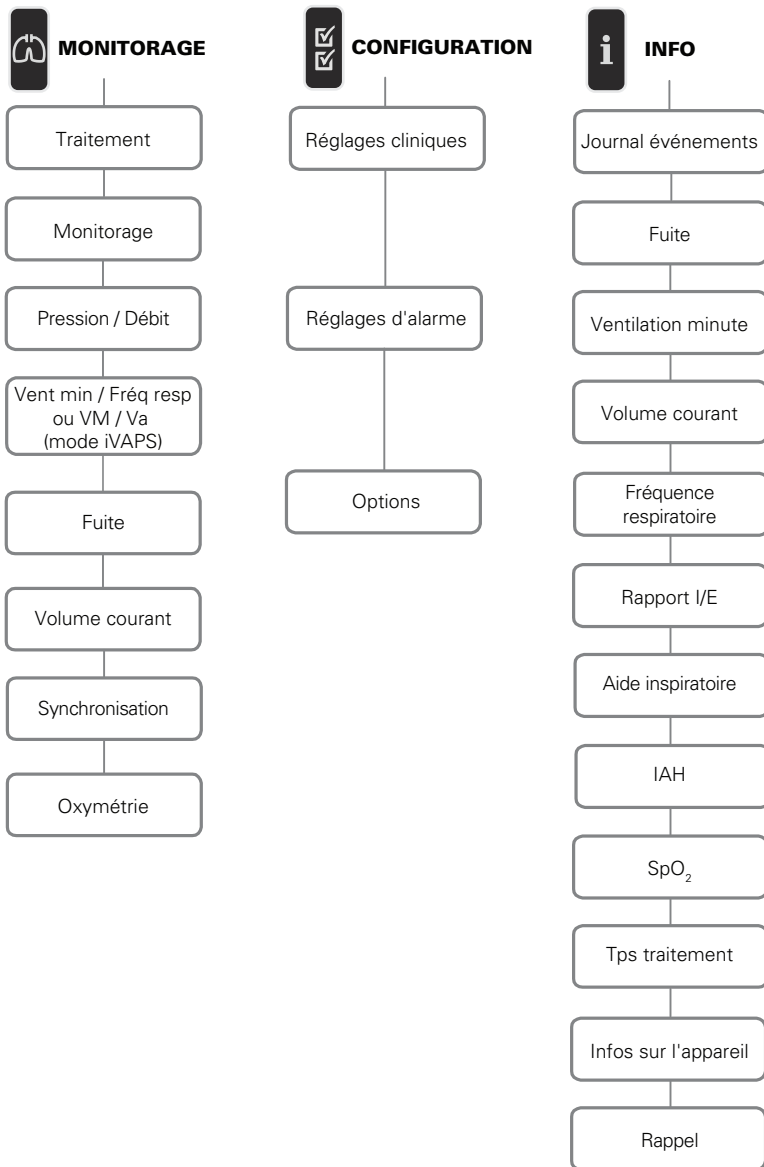 MONITORAGE
Traitement
Monitorage
Pression / Débit
Vent min / Fréq resp
ou VM / Va
(mode iVAPS)
Fuite
Volume courant
Synchronisation
Oxymétrie
CONFIGURATION
Réglages cliniques
Réglages d'alarme
Options
i INFO
Journal événements
Fuite
Ventilation minute
Volume courant
Fréquence
respiratoire
Rapport I/E
Aide inspiratoire
IAH
SpO₂
Tps traitement
Infos sur l'appareil
Rappel